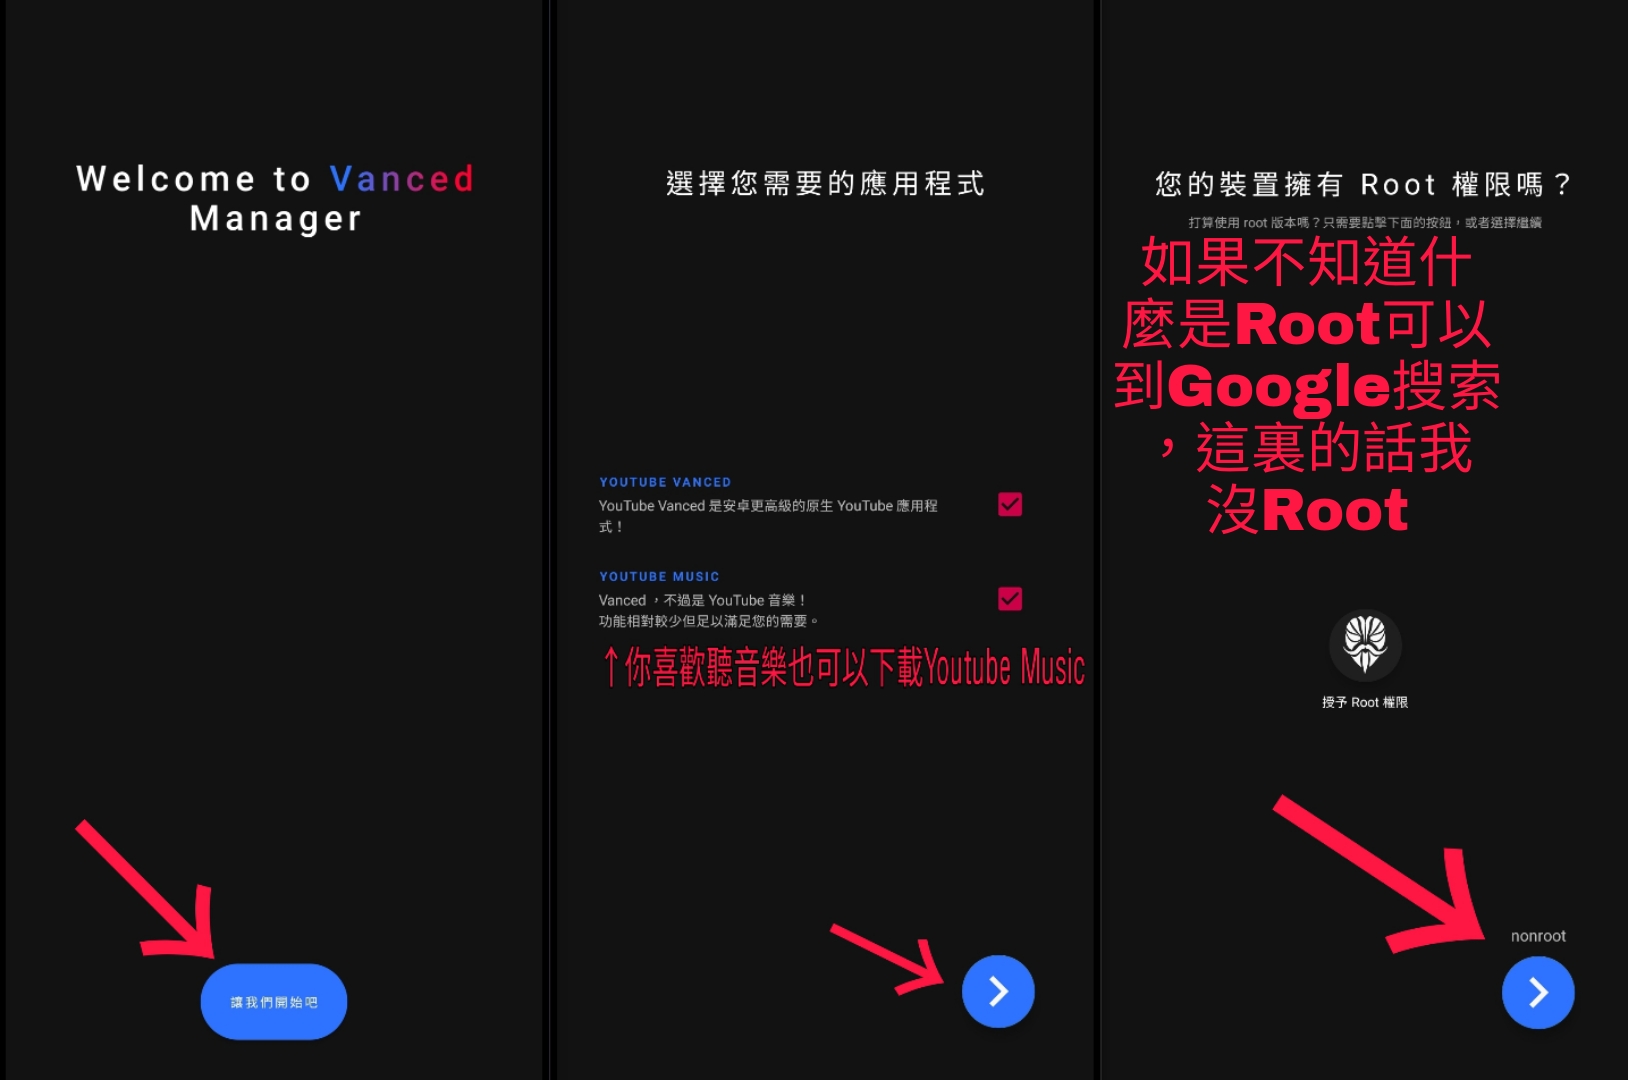 Welcome to Vanced
Manager
讓我們開始吧
選擇您需要的應用程式
YOUTUBE VANCED
YouTube Vanced 是安卓更高級的原生 YouTube 應用程
式！
YOUTUBE MUSIC
Vanced ，不過是 YouTube 音樂！
功能相對較少但足以滿足您的需要。
↑你喜歡聽音樂也可以下載Youtube Music
您的裝置擁有 Root 權限嗎？
打算使用 root 版本嗎？只需要點擊下面的按鈕，或者選擇繼續
如果不知道什
麼是Root可以
到Google搜索
，這裏的話我
沒Root
授予 Root 權限
nonroot